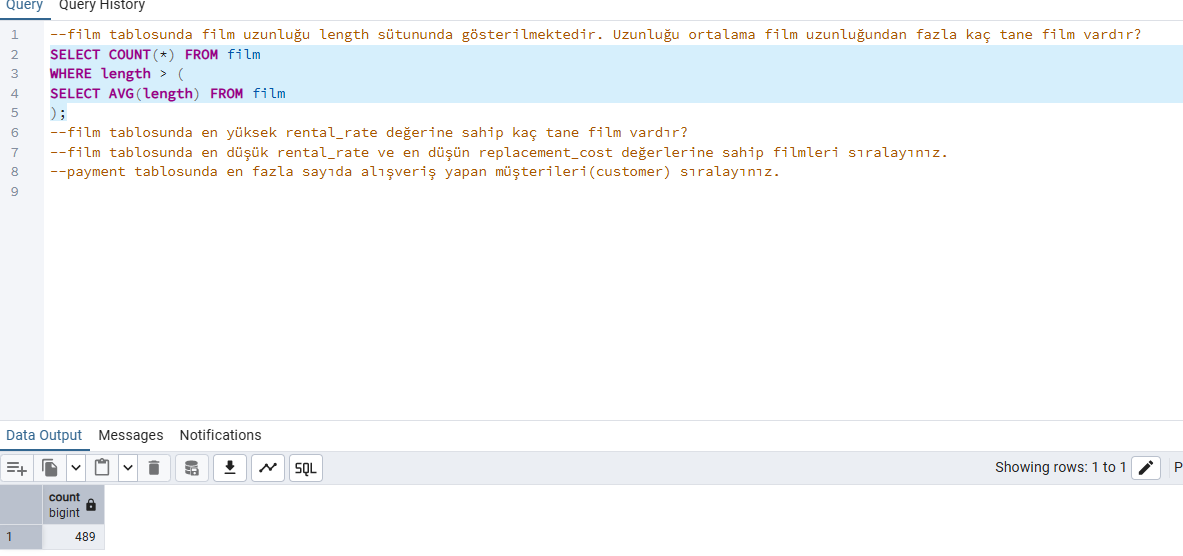 Query Query History
1 --film tablosunda film uzunluğu length sütununda gösterilmektedir. Uzunluğu ortalama film uzunluğundan fazla kaç tane film vardır?
2 SELECT COUNT(*) FROM film
3 WHERE length > (
4 SELECT AVG(length) FROM film
5 );
6 --film tablosunda en yüksek rental_rate değerine sahip kaç tane film vardır?
7 --film tablosunda en düşük rental_rate ve en düşün replacement_cost değerlerine sahip filmleri sıralayınız.
8 --payment tablosunda en fazla sayıda alışveriş yapan müşterileri(customer) sıralayınız.
9
Data Output Messages Notifications
SQL Showing rows: 1 to 1 P
count
bigint
1 489